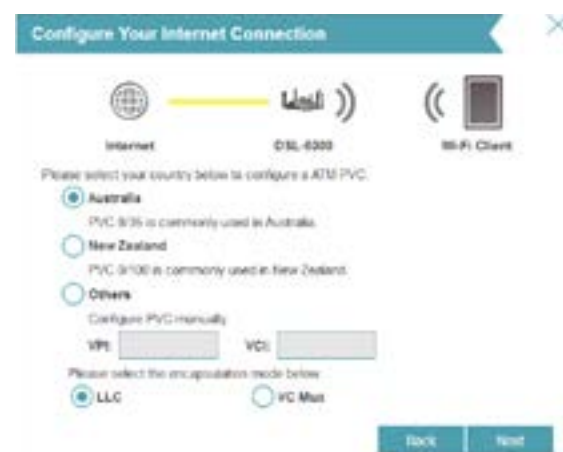 Configure Your Internet Connection
Internet
Wi-Fi Client
Please select your country below to configure a ATM PVC.
Australia
PVC 8/35 is commonly used in Australia.
New Zealand
PVC 0/100 is commonly used in New Zealand.
Others
Configure PVC manually
VPI: VCI:
Please select the encapsulation mode below
LLC VC Mux
Back Next